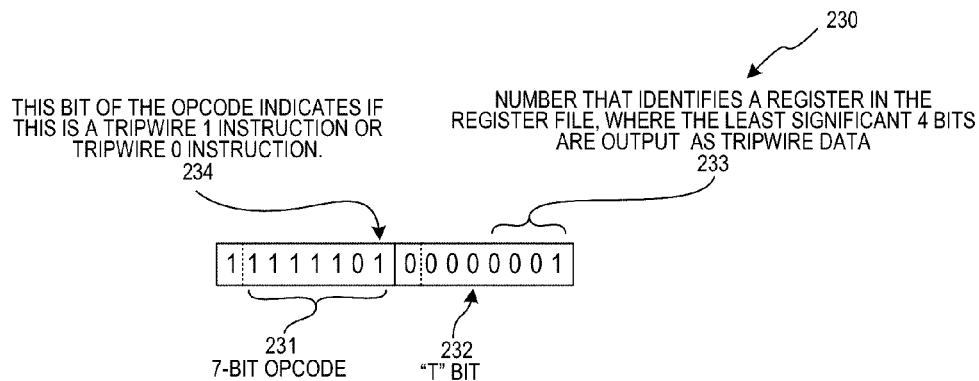 230
THIS BIT OF THE OPCODE INDICATES IF
THIS IS A TRIPWIRE 1 INSTRUCTION OR
TRIPWIRE 0 INSTRUCTION.
234
NUMBER THAT IDENTIFIES A REGISTER IN THE
REGISTER FILE, WHERE THE LEAST SIGNIFICANT 4 BITS
ARE OUTPUT AS TRIPWIRE DATA
233
1 1 1 1 1 1 0 1 0 0 0 0 0 0 0 1
231
7-BIT OPCODE
232
“T” BIT